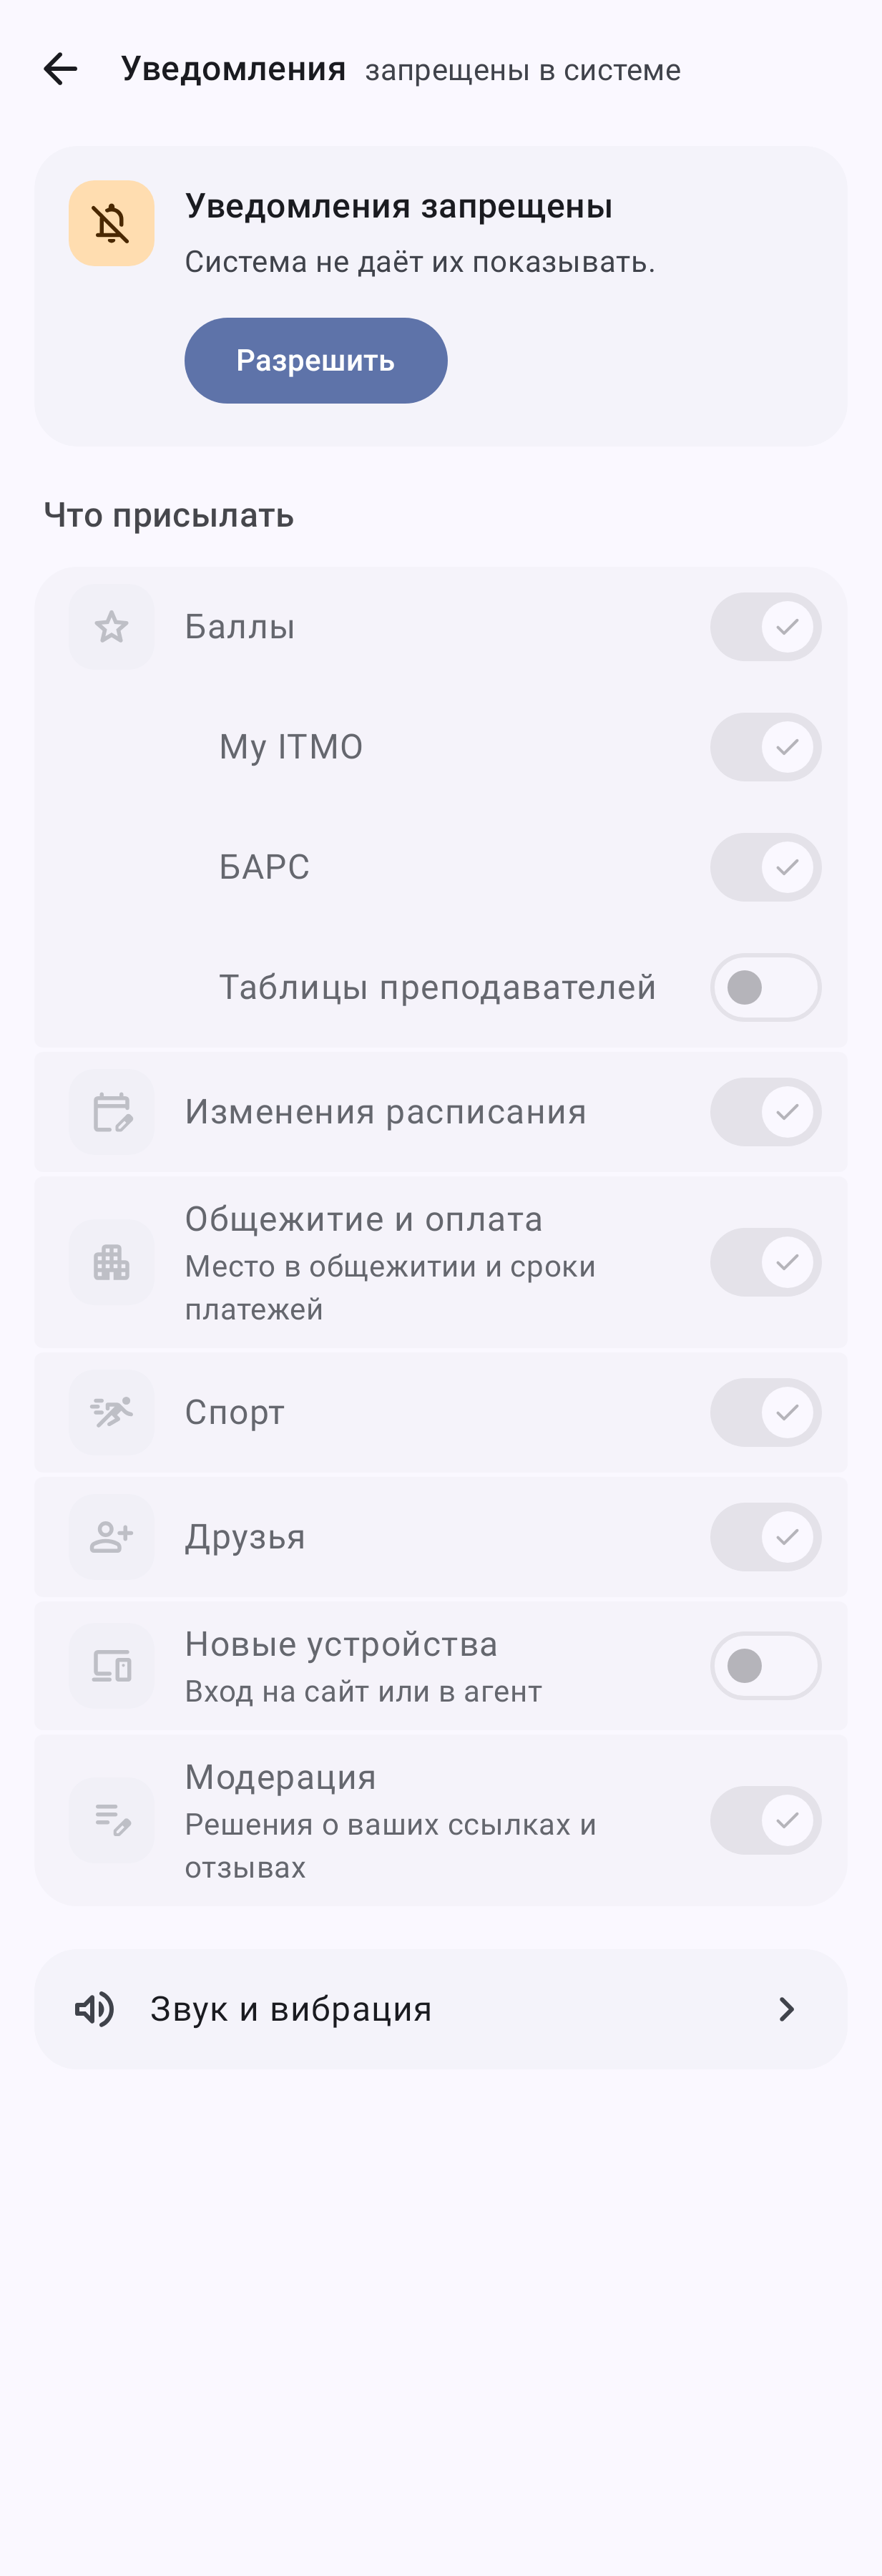 Уведомления запрещены в системе
Уведомления запрещены
Система не даёт их показывать.
Разрешить
Что присылать
Баллы
My ITMO
БАРС
Таблицы преподавателей
Изменения расписания
Общежитие и оплата
Место в общежитии и сроки
платежей
Спорт
Друзья
Новые устройства
Вход на сайт или в агент
Модерация
Решения о ваших ссылках и
отзывах
Звук и вибрация